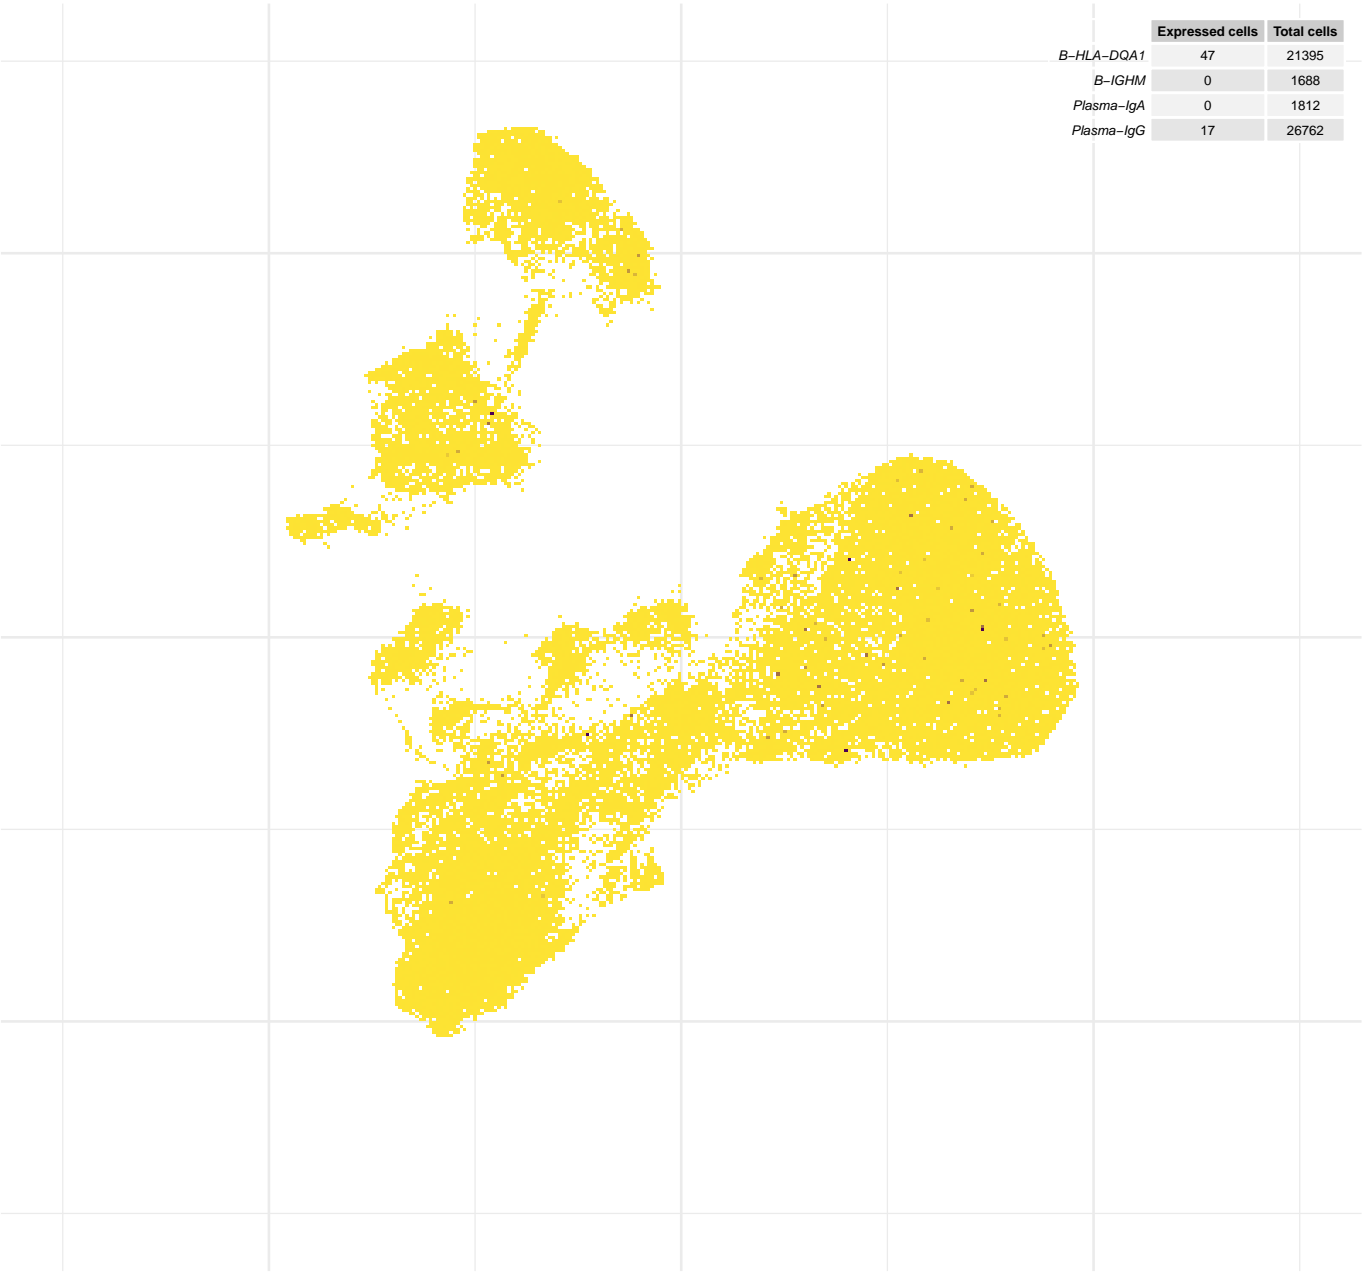 Expressed cells Total cells
B−HLA−DQA1 47 21395
B−IGHM 0 1688
Plasma−IgA 0 1812
Plasma−IgG 17 26762